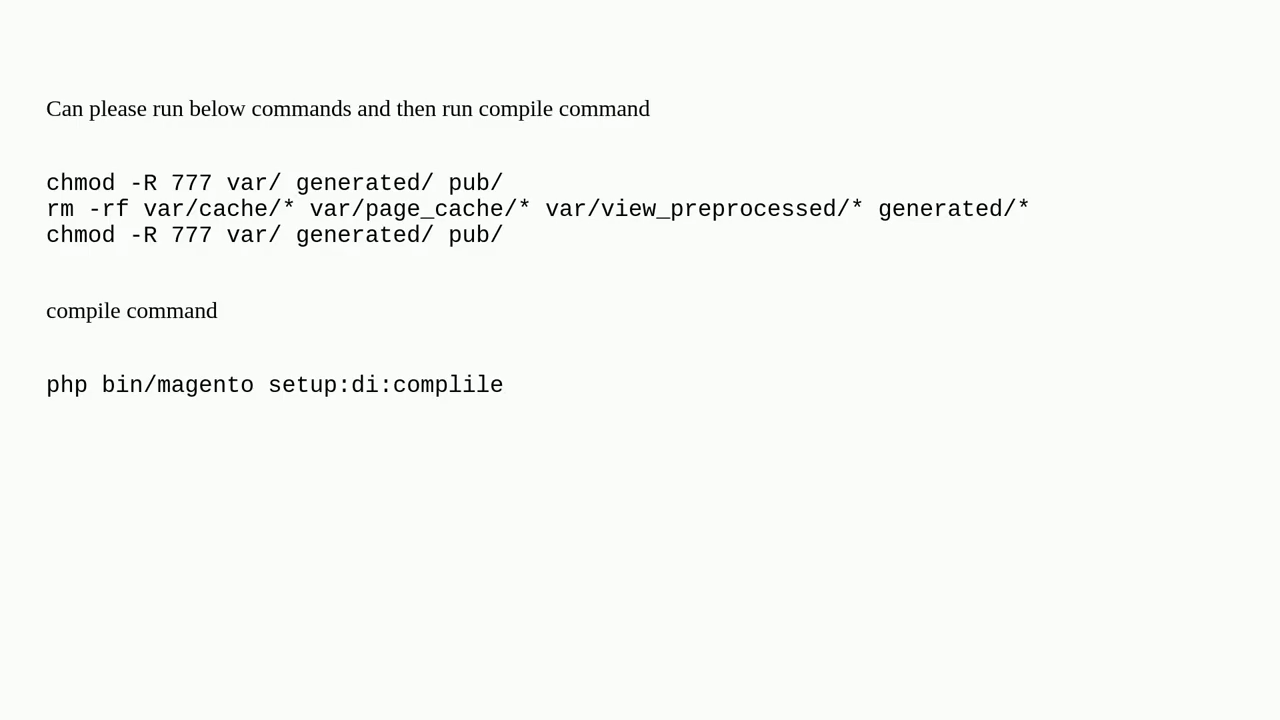 Can please run below commands and then run compile command
chmod -R 777 var/ generated/ pub/
rm -rf var/cache/* var/page_cache/* var/view_preprocessed/* generated/*
chmod -R 777 var/ generated/ pub/
compile command
php bin/magento setup:di:complile